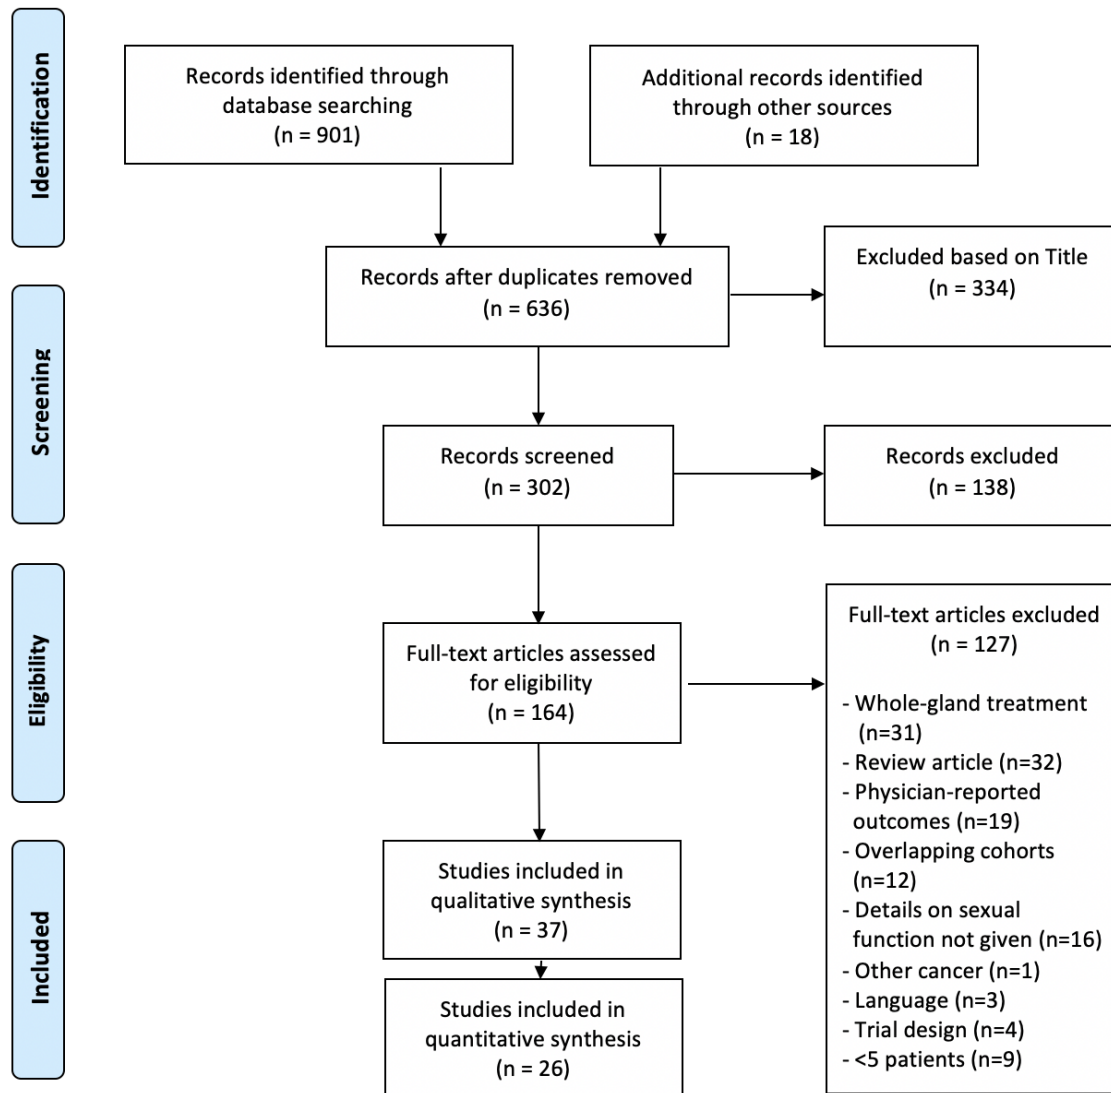 Identification
Records identified through
database searching
(n = 901)
Additional records identified
through other sources
(n = 18)
Records after duplicates removed
(n = 636)
Excluded based on Title
(n = 334)
Screening
Records screened
(n = 302)
Records excluded
(n = 138)
Eligibility
Full-text articles assessed
for eligibility
(n = 164)
Full-text articles excluded
(n = 127)
- Whole-gland treatment
(n=31)
- Review article (n=32)
- Physician-reported
outcomes (n=19)
- Overlapping cohorts
(n=12)
- Details on sexual
function not given (n=16)
- Other cancer (n=1)
- Language (n=3)
- Trial design (n=4)
- <5 patients (n=9)
Included
Studies included in
qualitative synthesis
(n = 37)
Studies included in
quantitative synthesis
(n = 26)